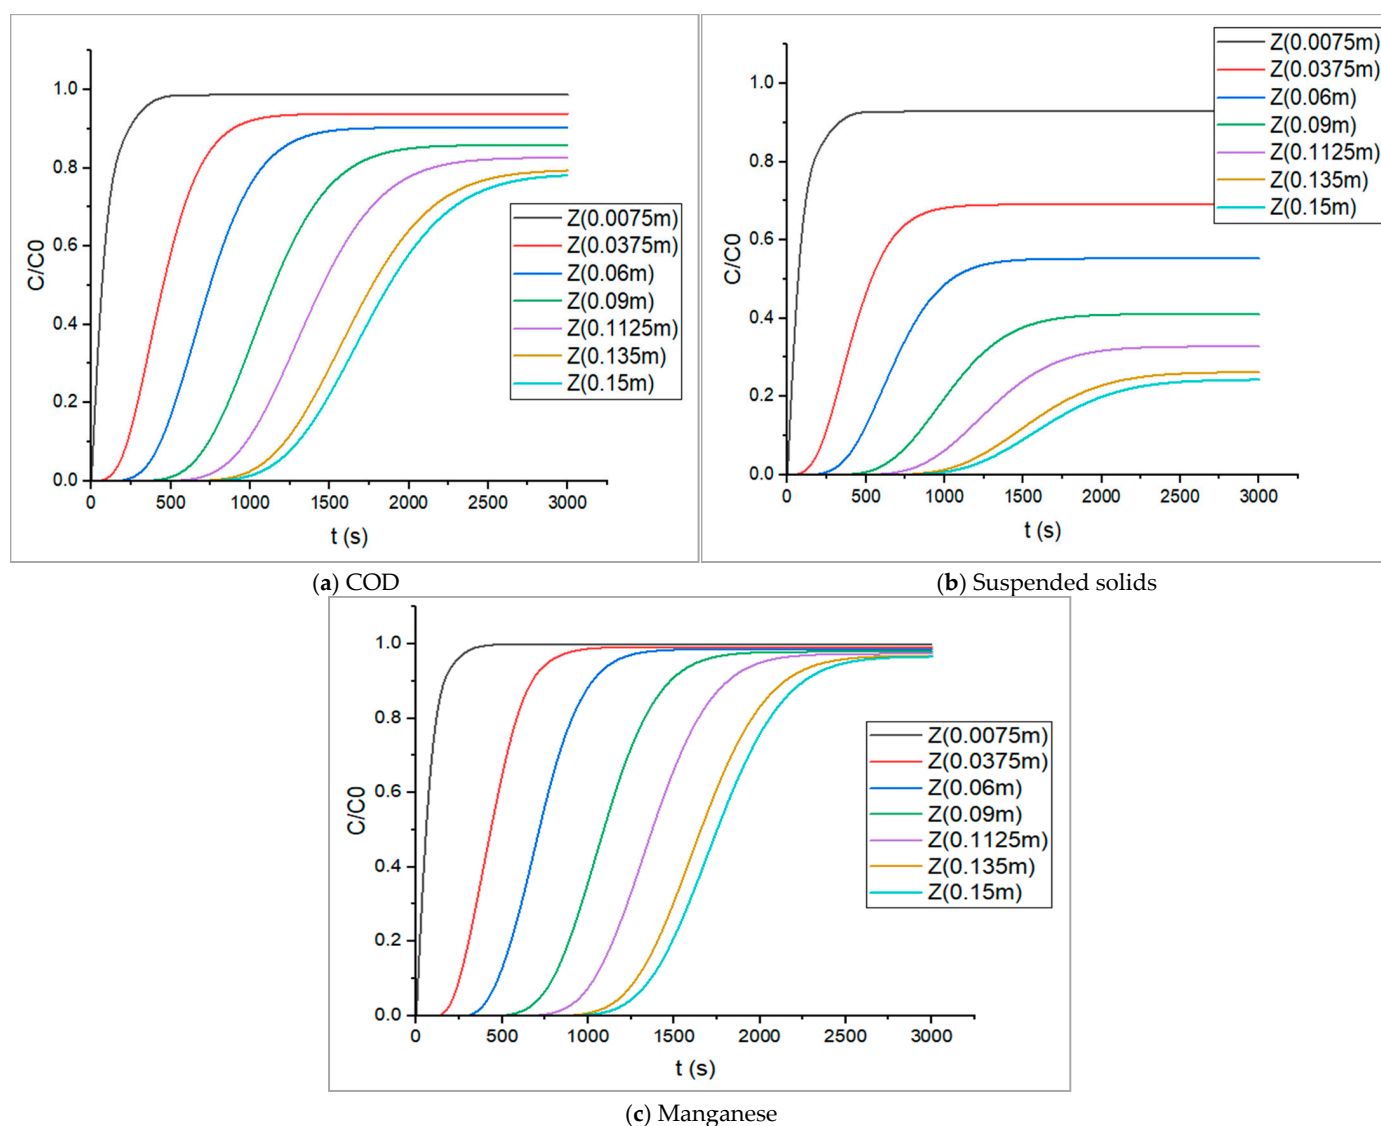 1.0
0.8
0.6
0.4
0.2
0.0
C/C0
0 500 1000 1500 2000 2500 3000
t (s)
Z(0.0075m)
Z(0.0375m)
Z(0.06m)
Z(0.09m)
Z(0.1125m)
Z(0.135m)
Z(0.15m)
(a) COD
1.0
0.8
0.6
0.4
0.2
0.0
C/C0
0 500 1000 1500 2000 2500 3000
t (s)
Z(0.0075m)
Z(0.0375m)
Z(0.06m)
Z(0.09m)
Z(0.1125m)
Z(0.135m)
Z(0.15m)
(b) Suspended solids
1.0
0.8
0.6
0.4
0.2
0.0
C/C0
0 500 1000 1500 2000 2500 3000
t (s)
Z(0.0075m)
Z(0.0375m)
Z(0.06m)
Z(0.09m)
Z(0.1125m)
Z(0.135m)
Z(0.15m)
(c) Manganese